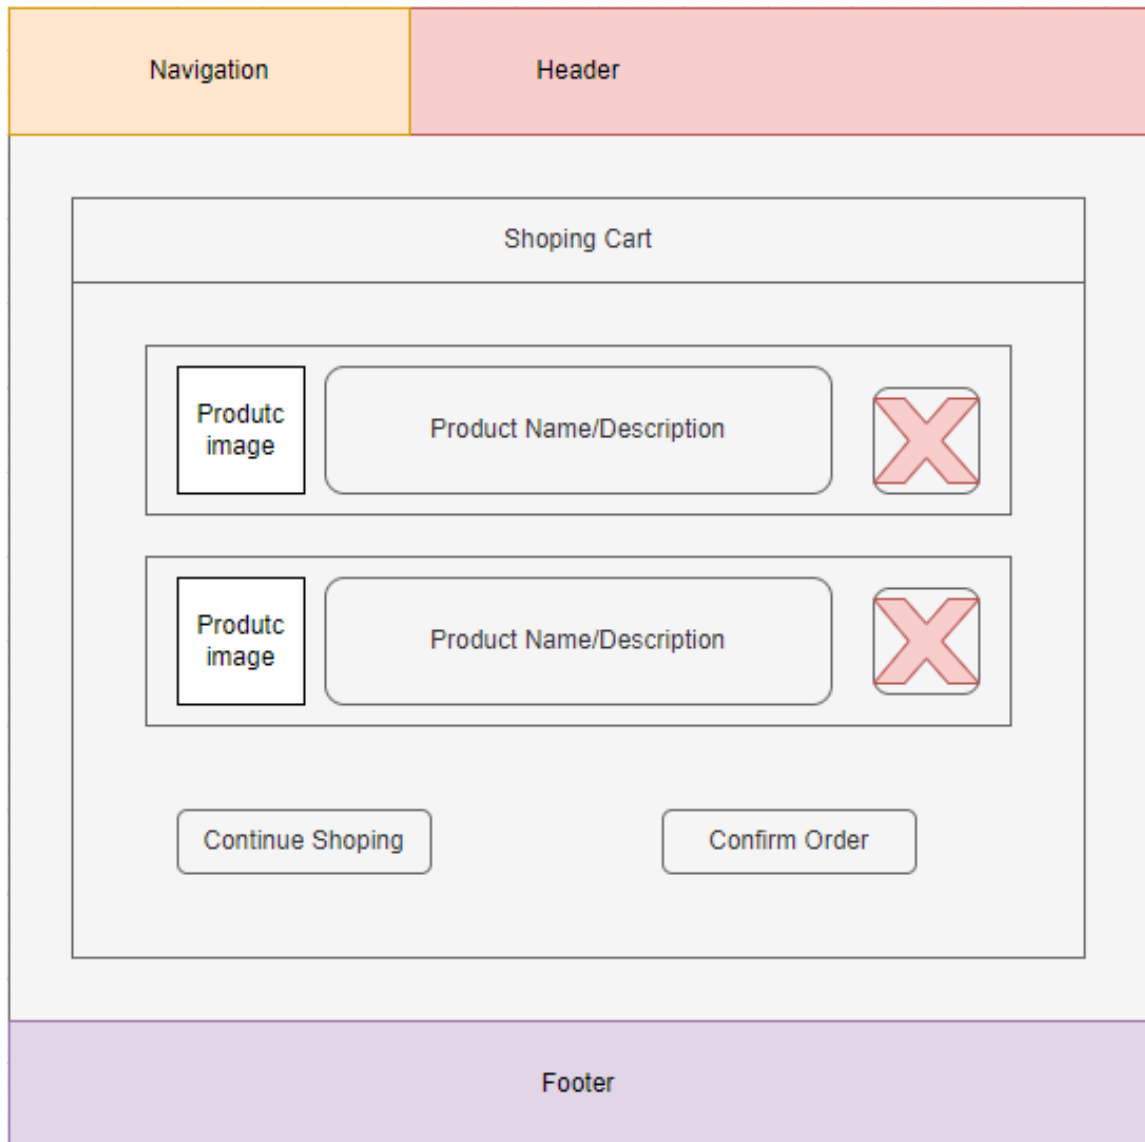 Navigation
Header
Shoping Cart
Produtc
image
Product Name/Description
Produtc
image
Product Name/Description
Continue Shoping
Confirm Order
Footer